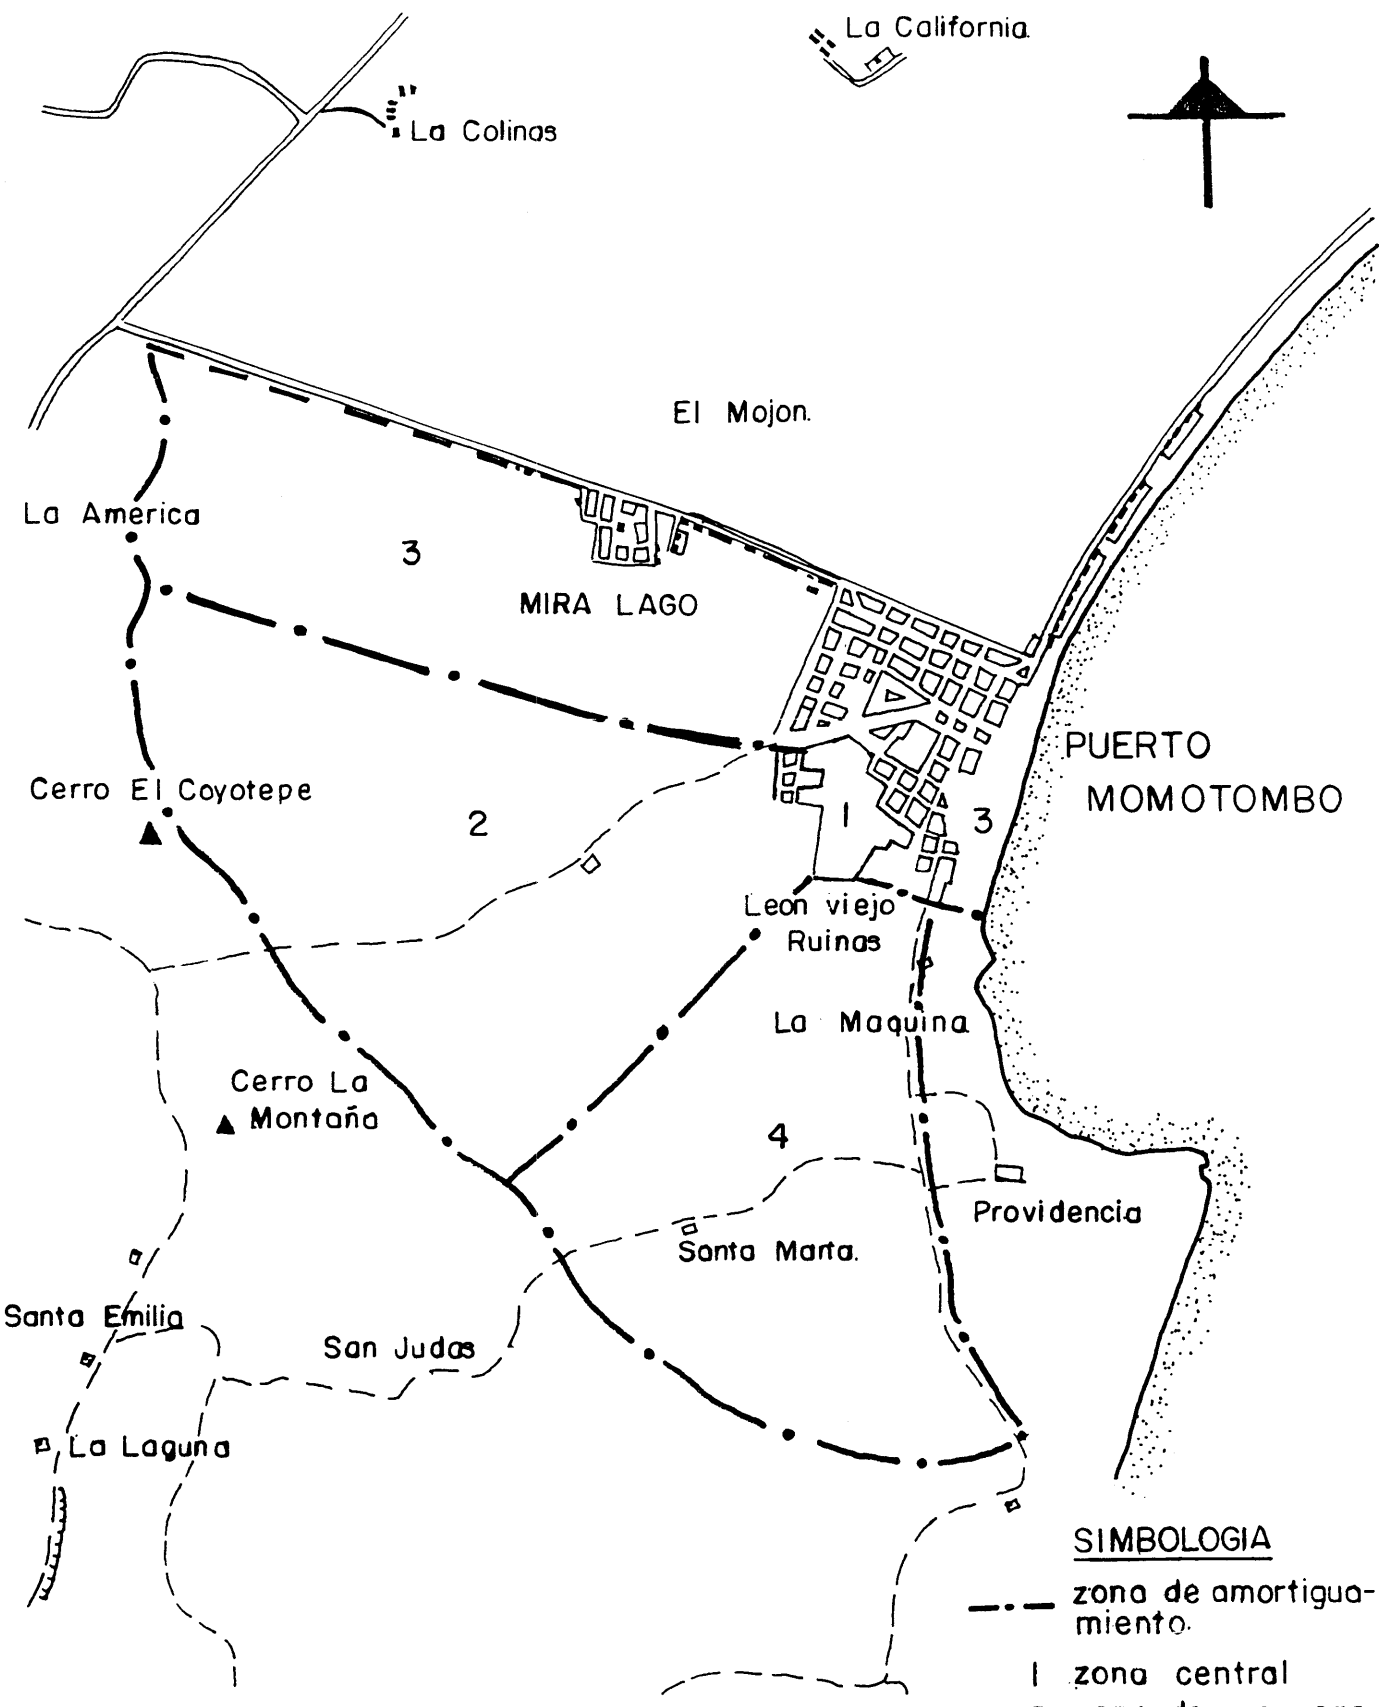 La California.
La Colinas
El Mojon.
La America
3
MIRA LAGO
PUERTO
MOMOTOMBO
Cerro El Coyotepe
2
1
3
Leon viejo
Ruinas
La Maquina
Cerro La
Montaña
4
Providencia
Santa Marta.
Santa Emilia
San Judas
La Laguna
SIMBOLOGIA
zona de amortigua-
miento.
1 zona central